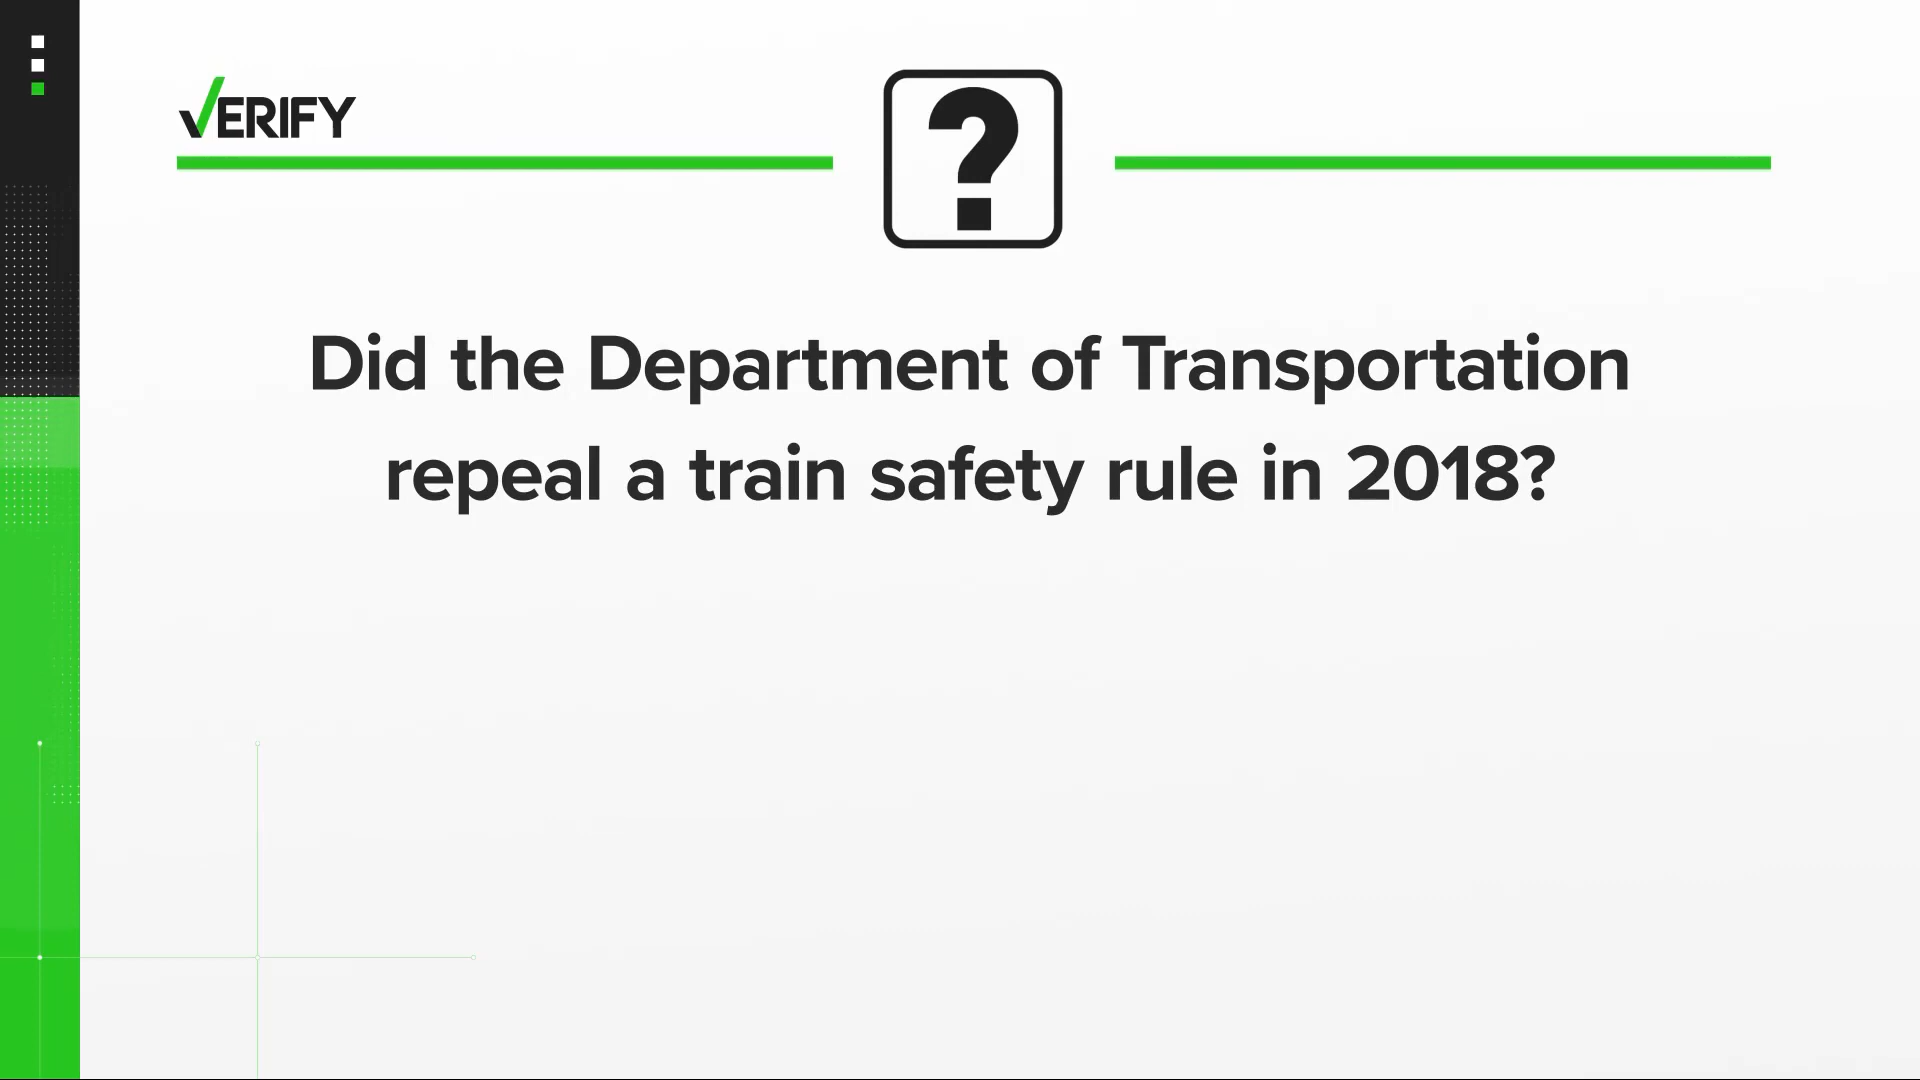 VERIFY
?
Did the Department of Transportation
repeal a train safety rule in 2018?